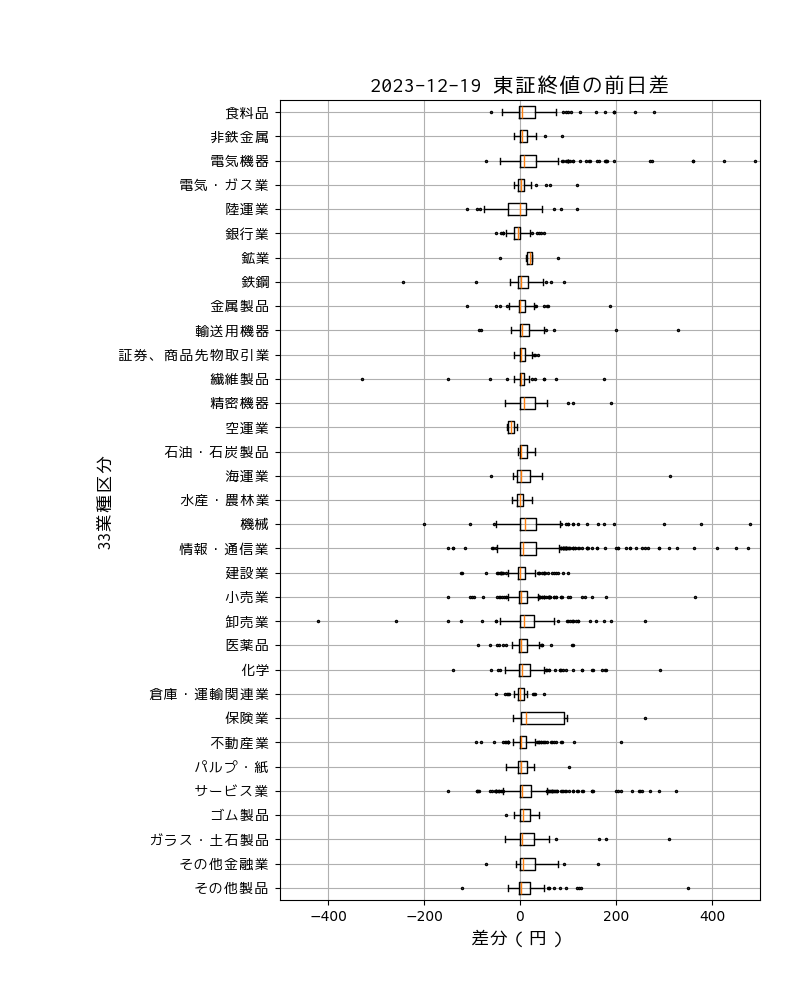 2023-12-19 東証終値の前日差
食料品
非鉄金属
電気機器
電気・ガス業
陸運業
銀行業
鉱業
鉄鋼
金属製品
輸送用機器
証券、商品先物取引業
繊維製品
精密機器
空運業
石油・石炭製品
海運業
水産・農林業
機械
情報・通信業
建設業
小売業
卸売業
医薬品
化学
倉庫・運輸関連業
保険業
不動産業
パルプ・紙
サービス業
ゴム製品
ガラス・土石製品
その他金融業
その他製品
33業種区分
−400 −200 0 200 400
差分(円)